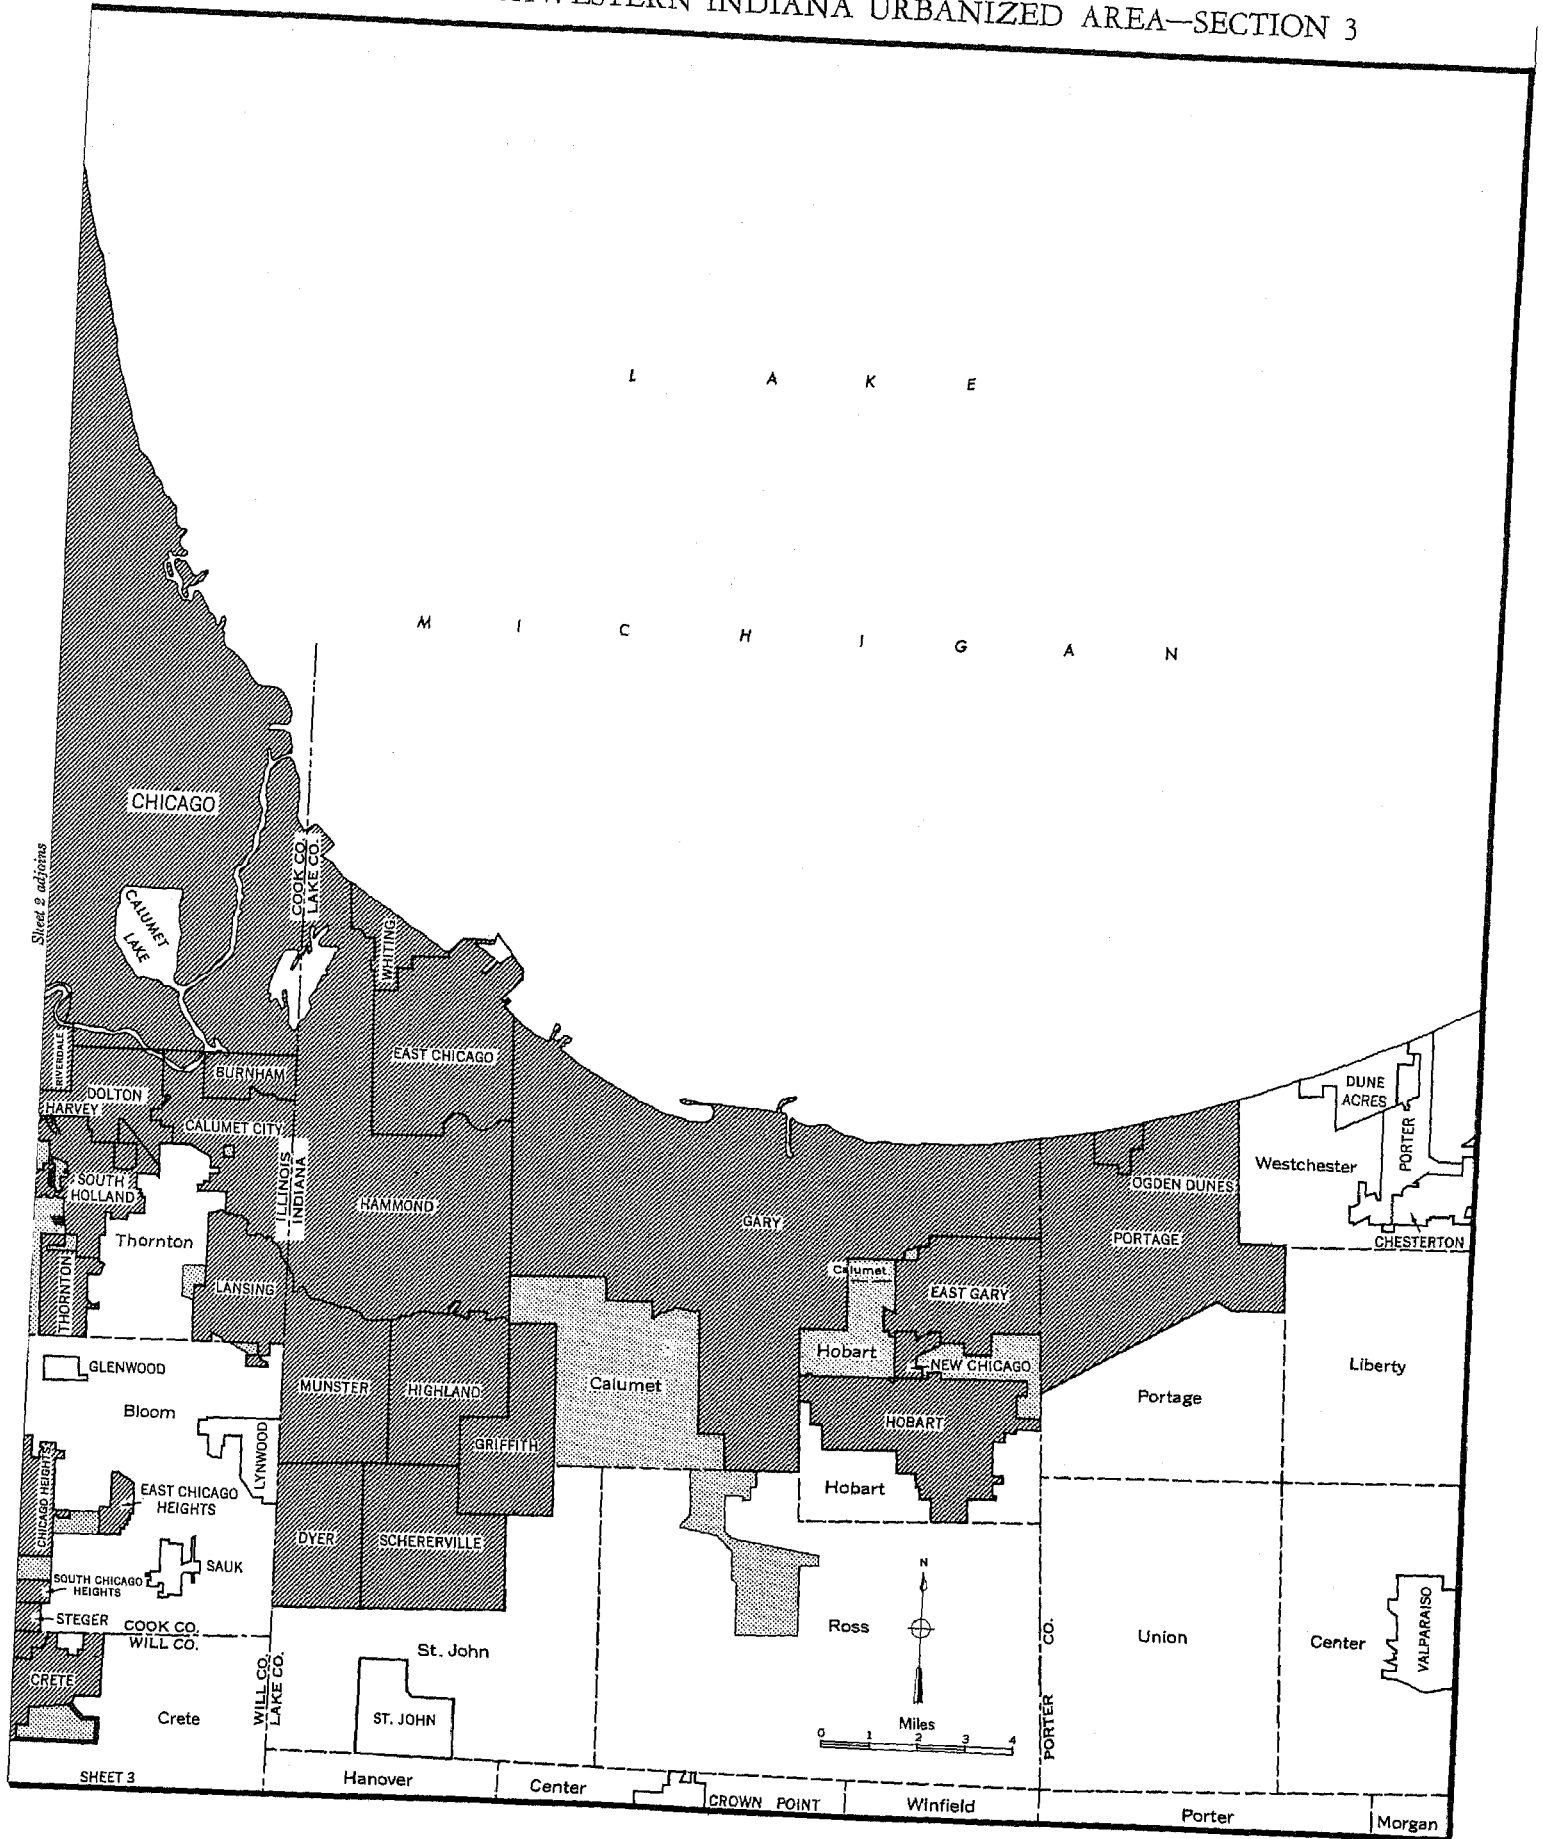 INDIANA URBANIZED AREA—SECTION 3
L A K E
M I C H I G A N
CHICAGO
Sheet 2 adjoins
COOK CO.
LAKE CO.
CALUMET
LAKE
WHITING
EAST CHICAGO
RIVERDALE
BURNHAM
DOLTON
HARVEY
CALUMET CITY
ILLINOIS
INDIANA
DUNE
ACRES
PORTER
Westchester
OGDEN DUNES
SOUTH
HOLLAND
HAMMOND
GARY
PORTAGE
CHESTERTON
Thornton
THORNTON
LANSING
Calumet
EAST GARY
Hobart
NEW CHICAGO
GLENWOOD
Bloom
MUNSTER
HIGHLAND
Calumet
Portage
Liberty
LYNWOOD
GRIFFITH
HOBART
Hobart
CHICAGO HEIGHTS
EAST CHICAGO
HEIGHTS
DYER
SCHERERVILLE
SAUK
SOUTH CHICAGO
HEIGHTS
STEGER
COOK CO.
WILL CO.
N
Ross
Union
Center
VALPARAISO
CRETE
Crete
WILL CO.
LAKE CO.
St. John
ST. JOHN
Miles
0 1 2 3 4
PORTER CO.
SHEET 3
Hanover
Center
CROWN POINT
Winfield
Porter
Morgan